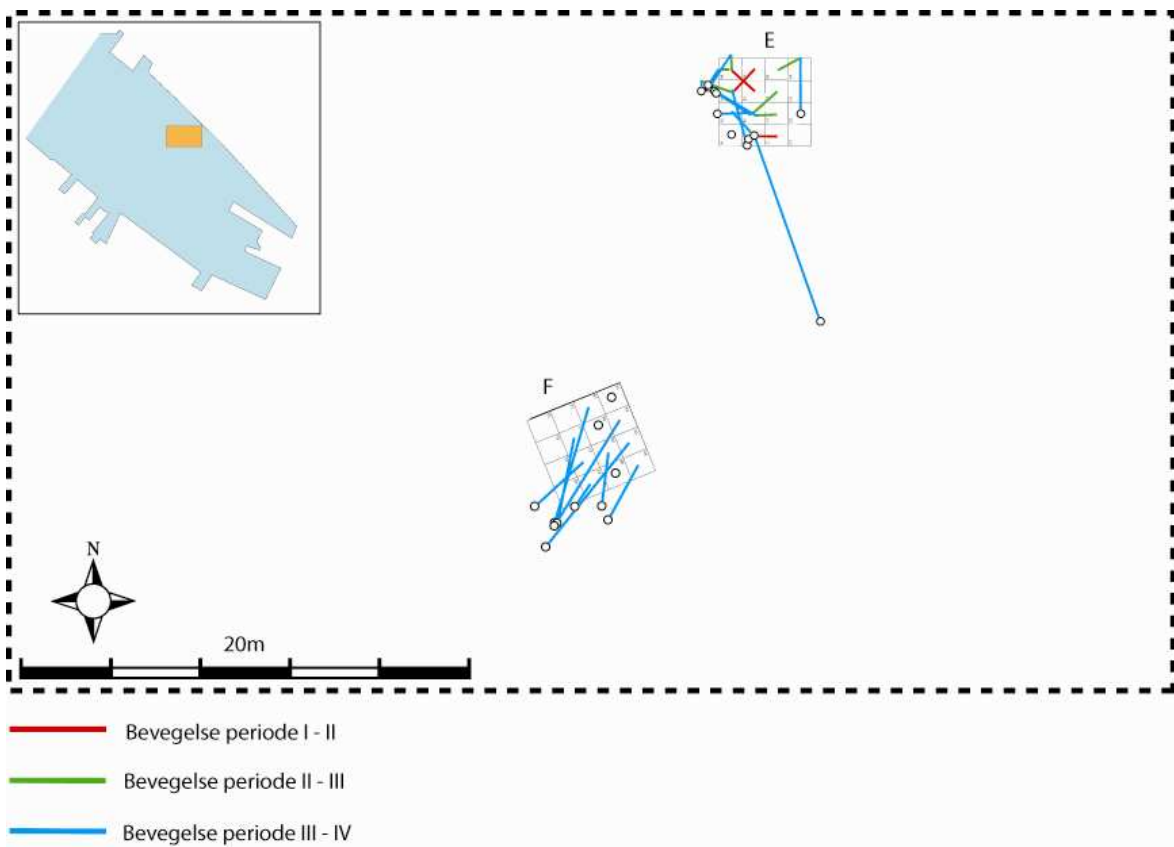 E
F
N
20m
Bevegelse periode I - II
Bevegelse periode II - III
Bevegelse periode III - IV